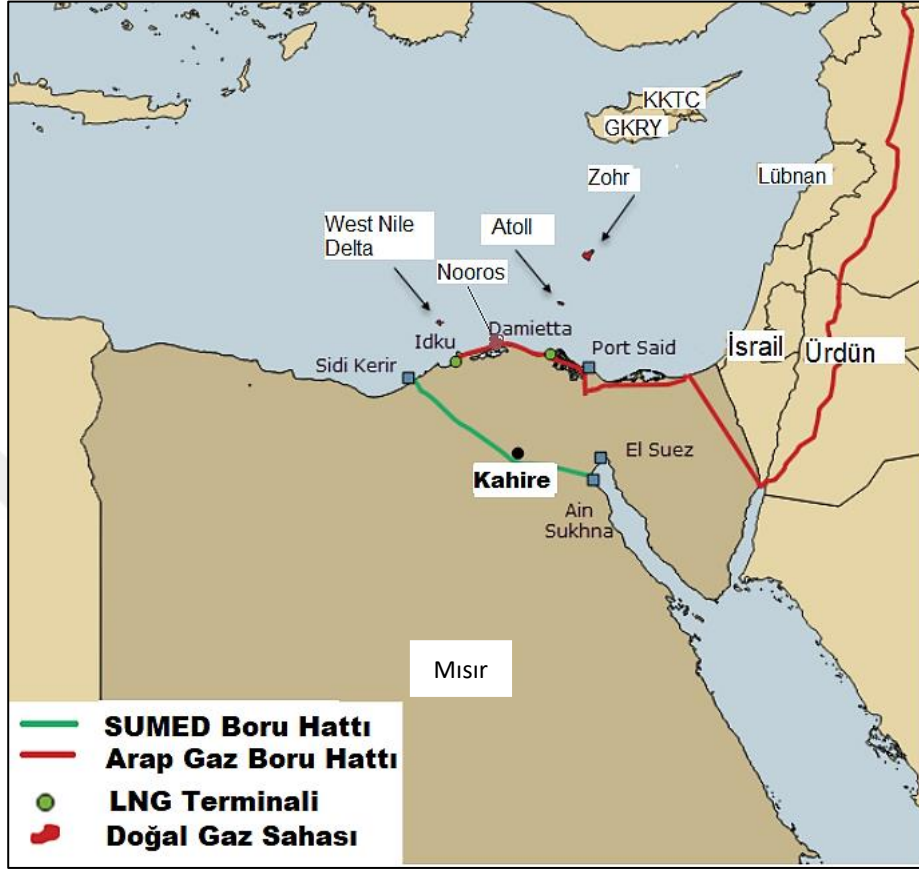 KKTC
GKRY
Zohr
Lübnan
West Nile
Delta
Atoll
Nooros
Damietta
Idku
Sidi Kerir
Port Said
İsrail
Ürdün
El Suez
Kahire
Ain
Sukhna
Mısır
SUMED Boru Hattı
Arap Gaz Boru Hattı
LNG Terminali
Doğal Gaz Sahası